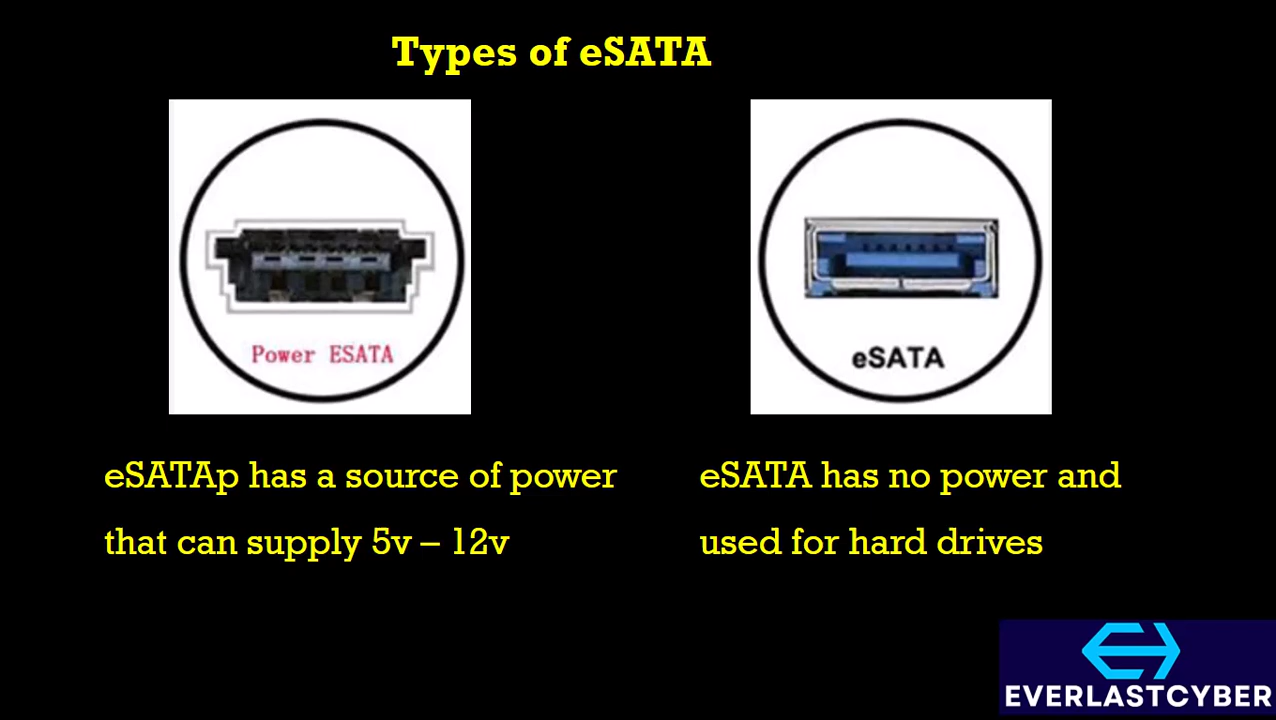 Types of eSATA
Power ESATA
eSATA
eSATAp has a source of power
that can supply 5v – 12v
eSATA has no power and
used for hard drives
EVERLASTCYBER